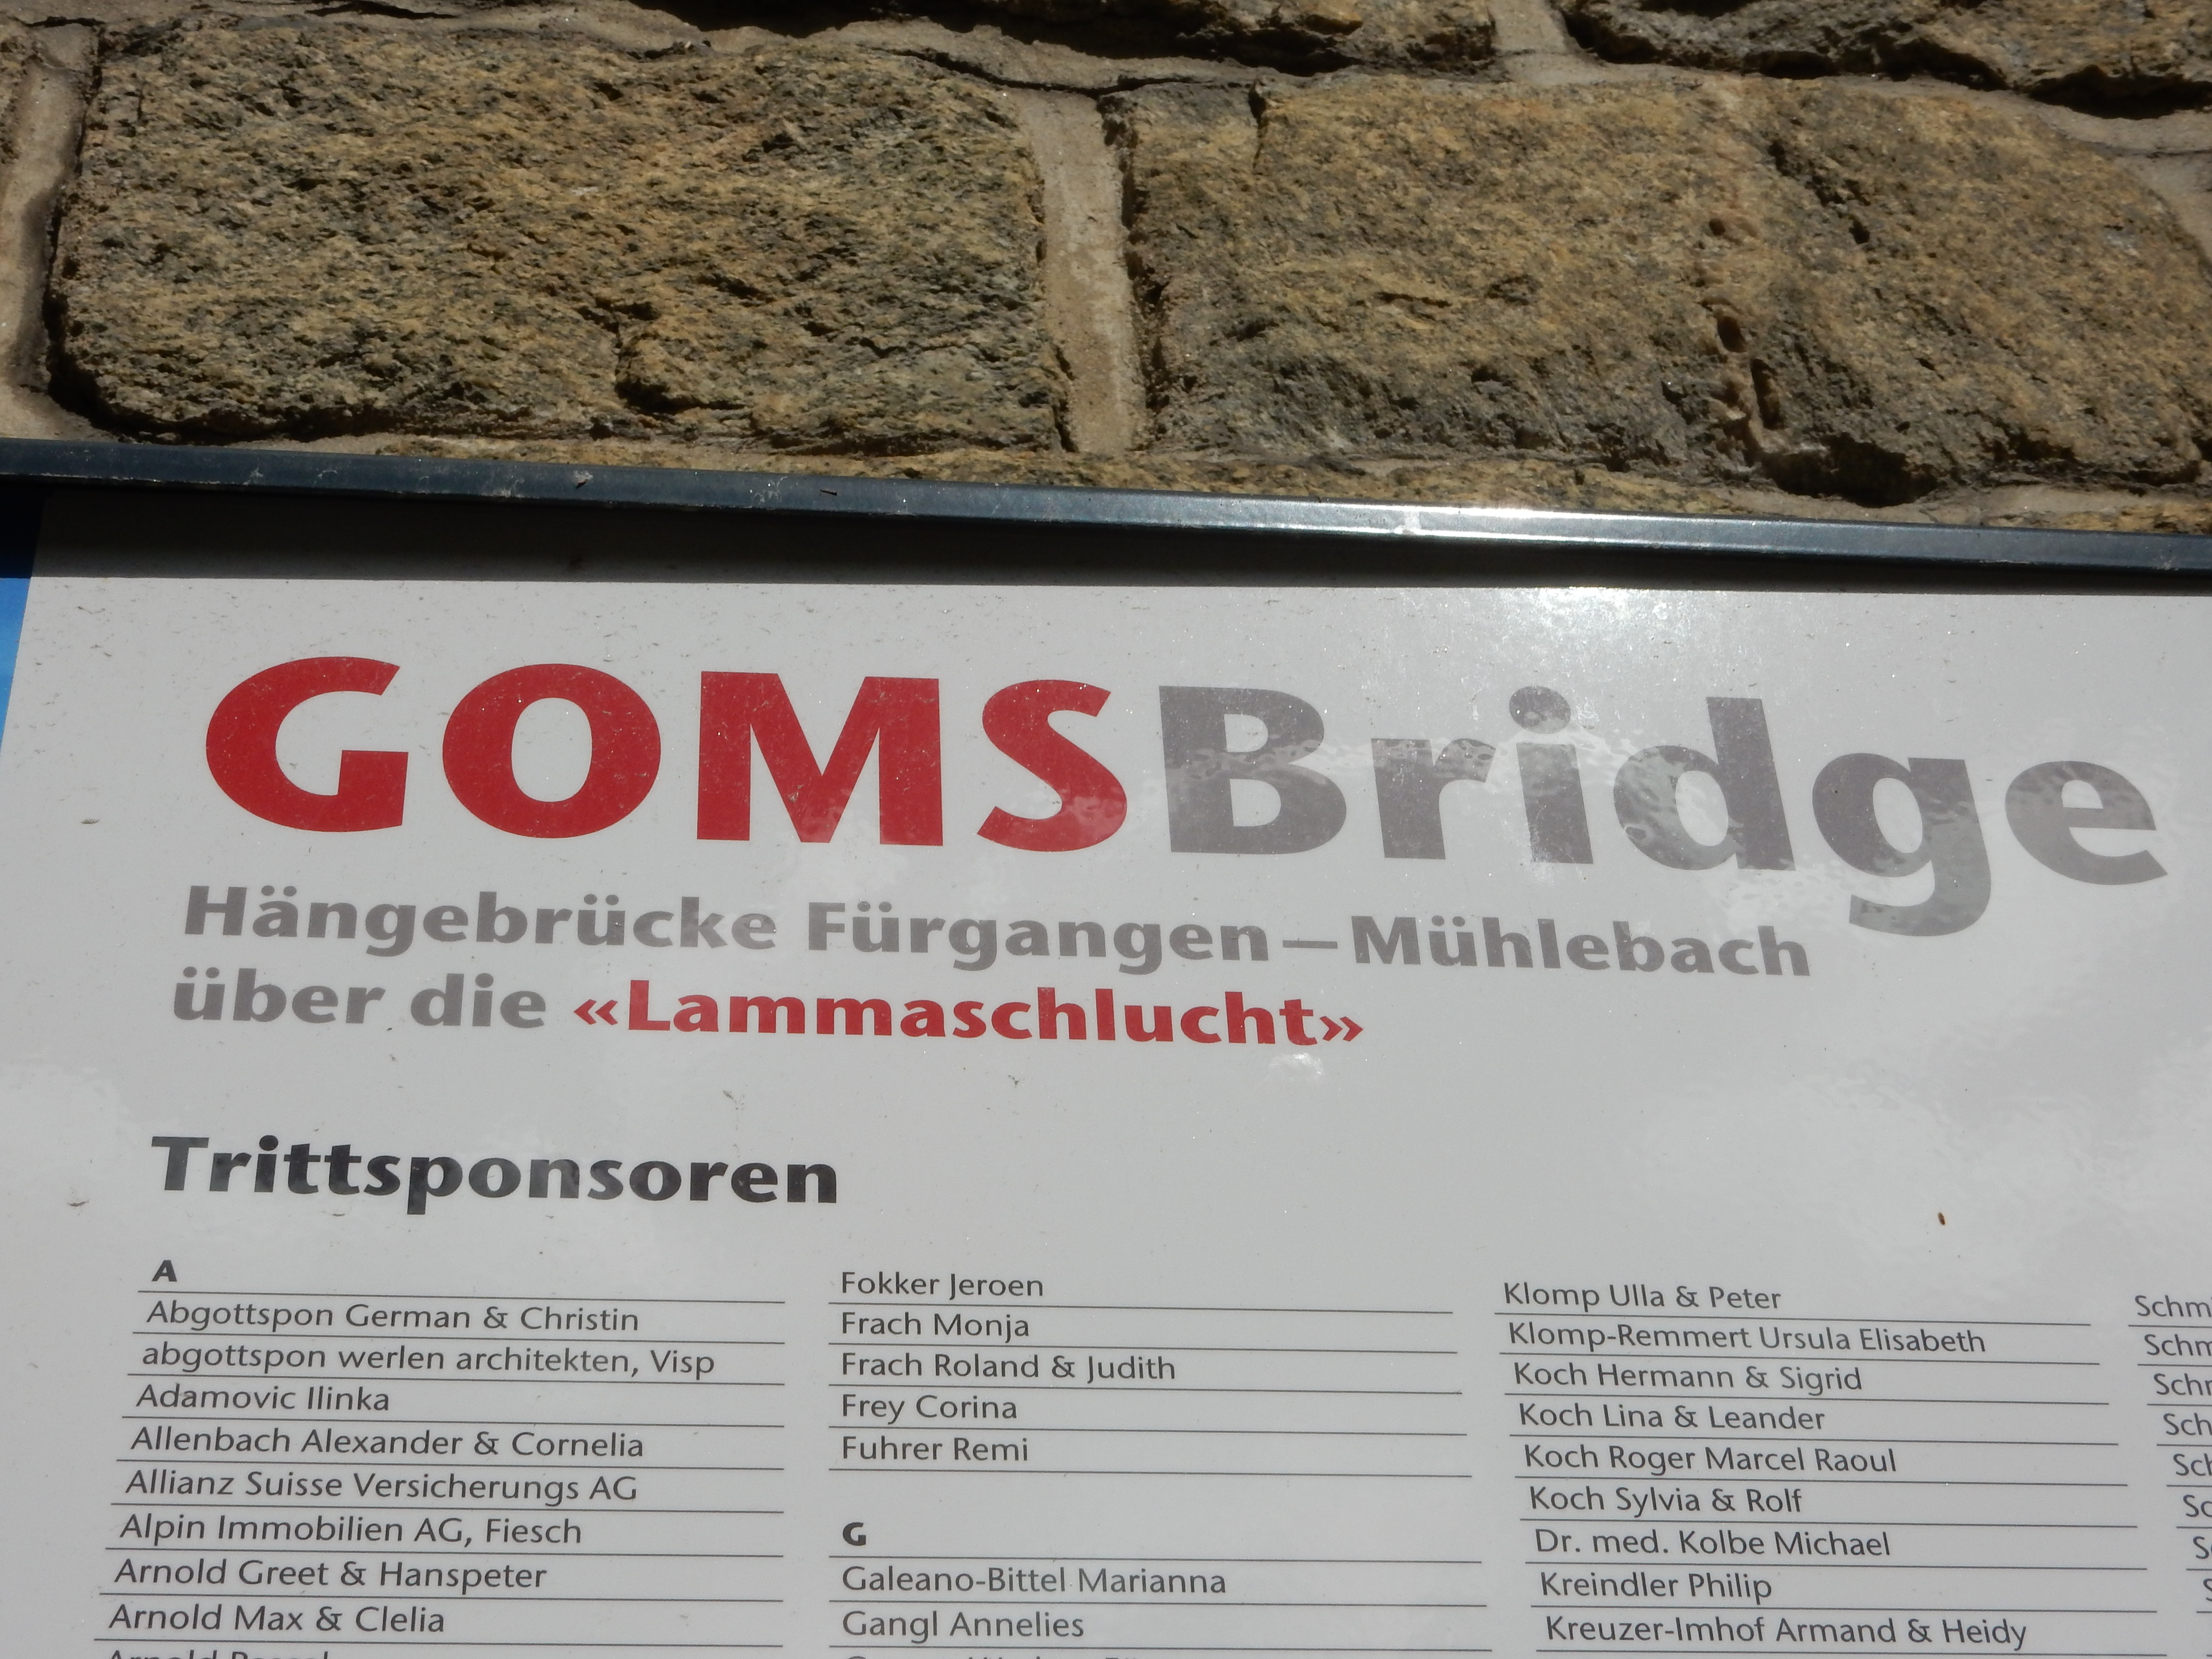 GOMSBridge
Hängebrücke Fürgangen–Mühlebach
über die «Lammaschlucht»
Trittsponsoren
A
Abgottspon German & Christin
abgottspon werlen architekten, Visp
Adamovic Ilinka
Allenbach Alexander & Cornelia
Allianz Suisse Versicherungs AG
Alpin Immobilien AG, Fiesch
Arnold Greet & Hanspeter
Arnold Max & Clelia
Fokker Jeroen
Frach Monja
Frach Roland & Judith
Frey Corina
Fuhrer Remi
G
Galeano-Bittel Marianna
Gangl Annelies
Klomp Ulla & Peter
Klomp-Remmert Ursula Elisabeth
Koch Hermann & Sigrid
Koch Lina & Leander
Koch Roger Marcel Raoul
Koch Sylvia & Rolf
Dr. med. Kolbe Michael
Kreindler Philip
Kreuzer-Imhof Armand & Heidy